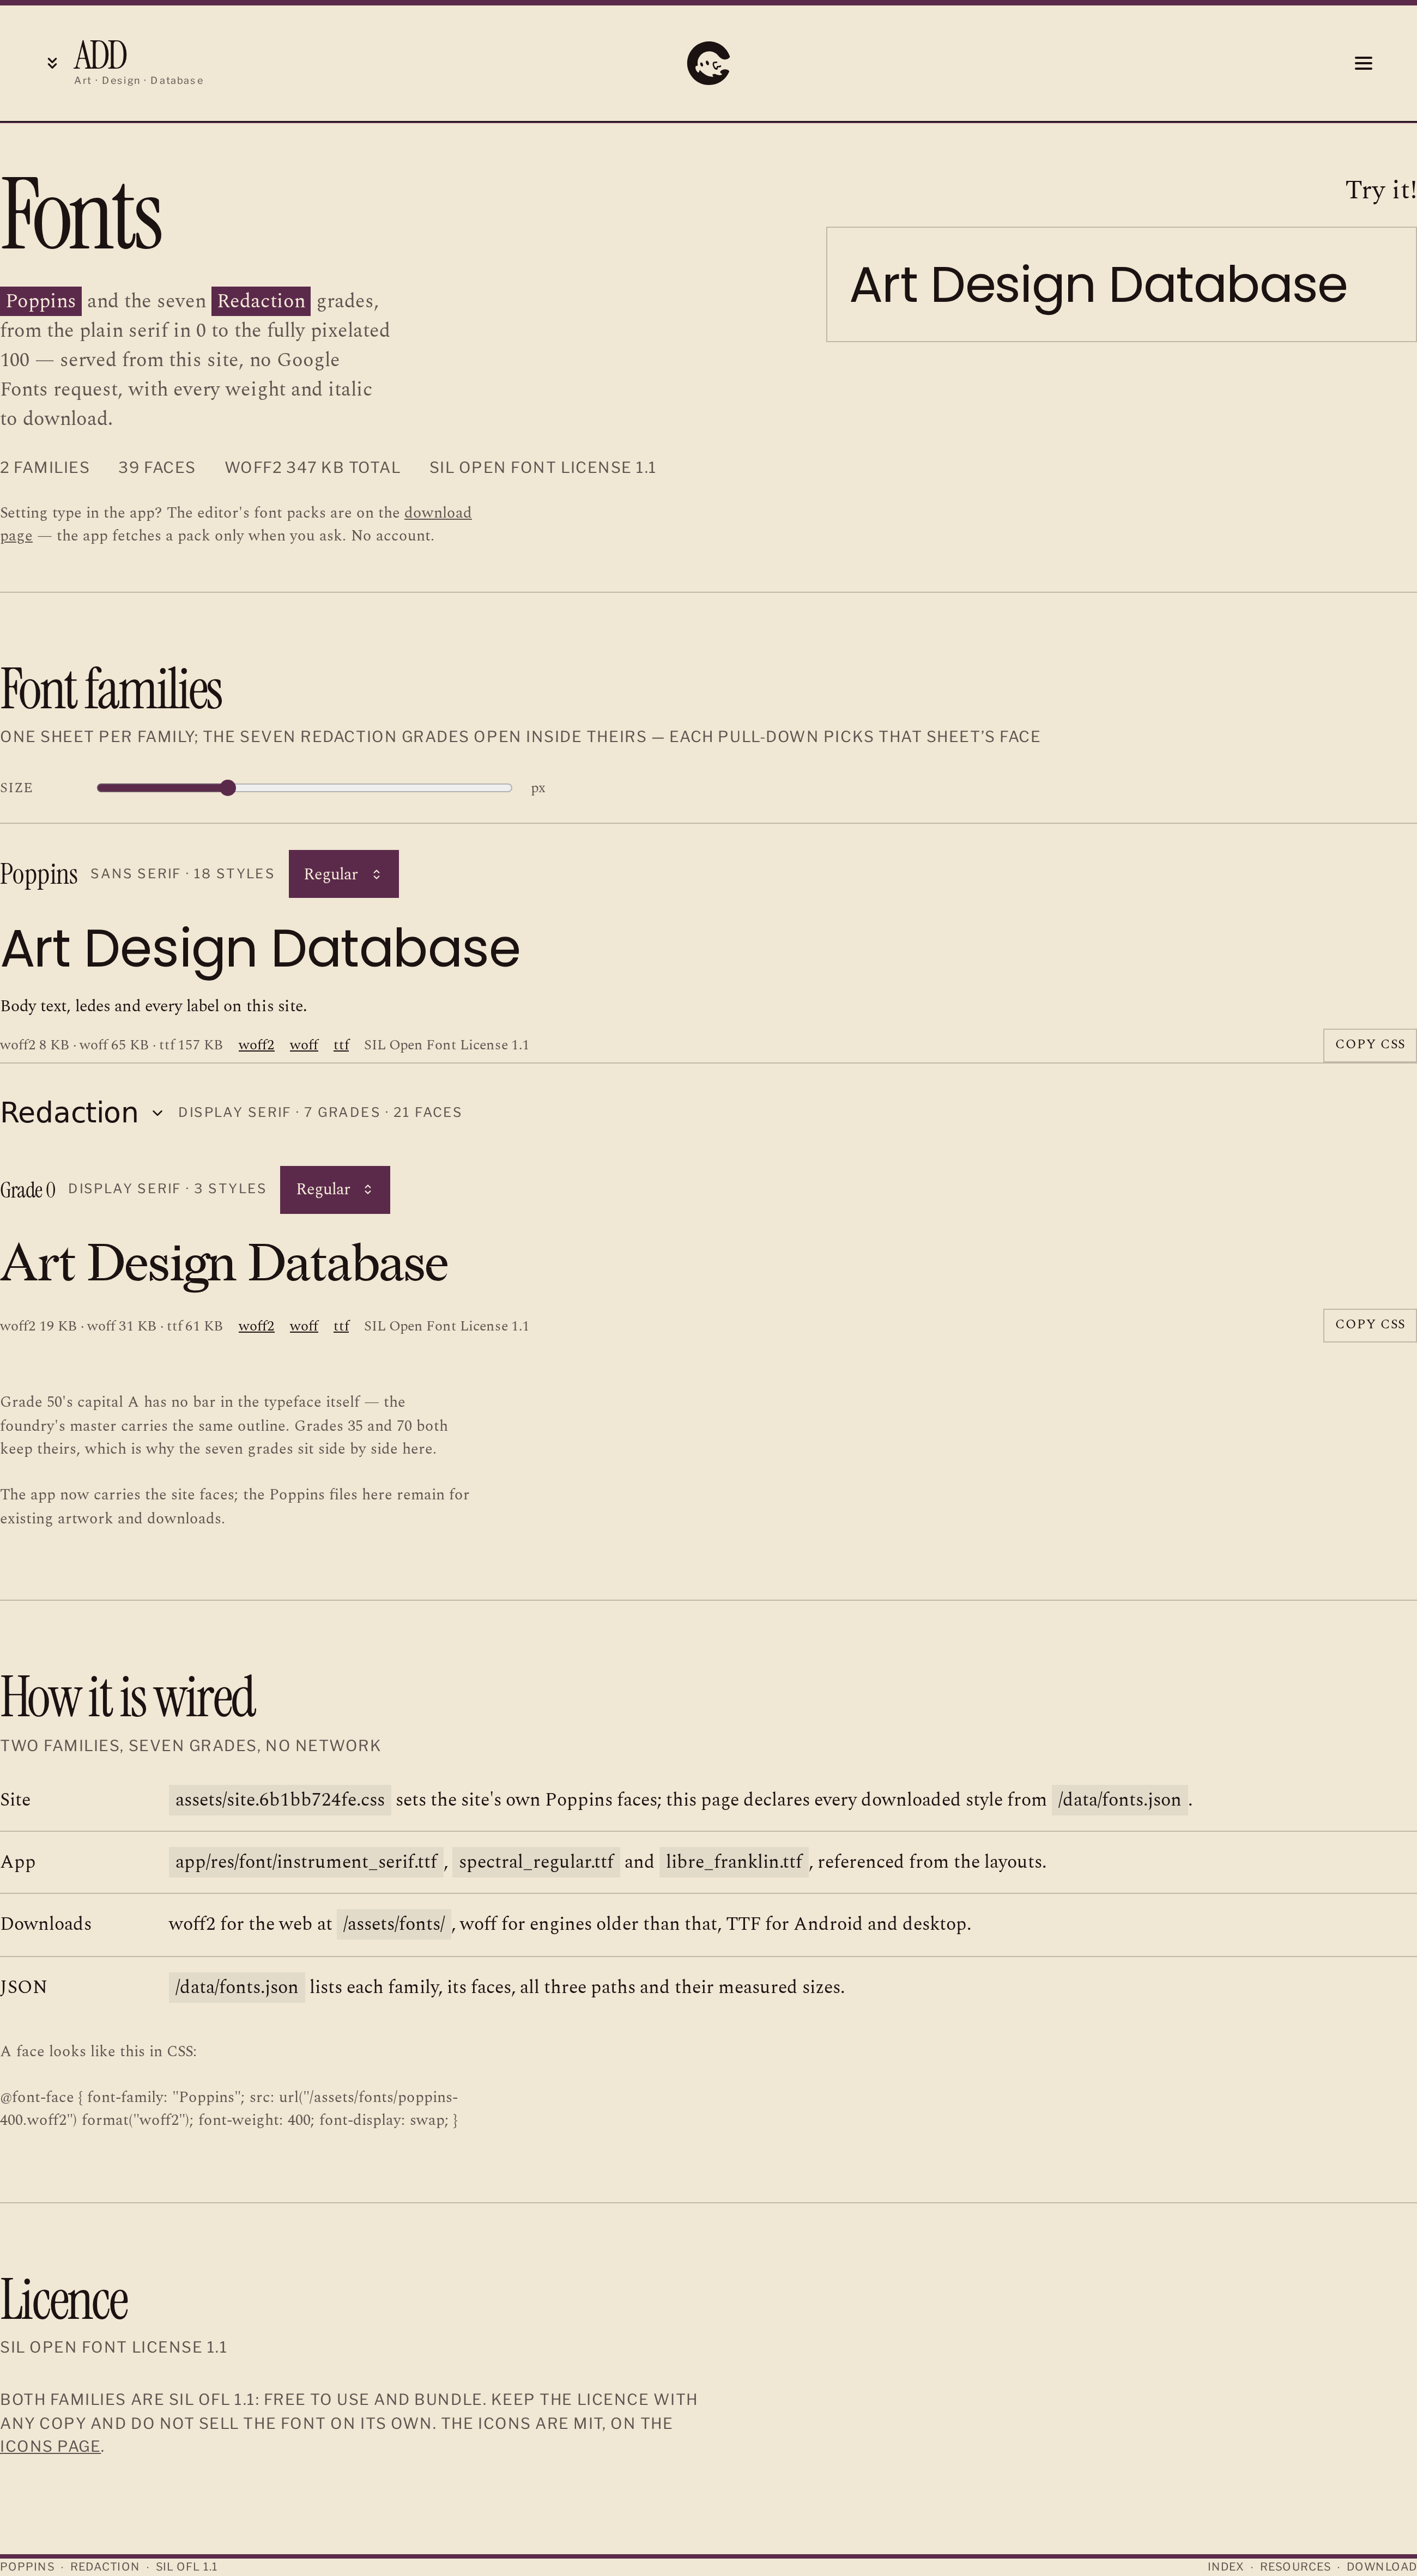 ADD
Art · Design · Database
Fonts
Try it!
Art Design Database
Poppins and the seven Redaction grades,
from the plain serif in 0 to the fully pixelated
100 — served from this site, no Google
Fonts request, with every weight and italic
to download.
2 FAMILIES 39 FACES WOFF2 347 KB TOTAL SIL OPEN FONT LICENSE 1.1
Setting type in the app? The editor's font packs are on the download
page — the app fetches a pack only when you ask. No account.
Font families
ONE SHEET PER FAMILY; THE SEVEN REDACTION GRADES OPEN INSIDE THEIRS — EACH PULL-DOWN PICKS THAT SHEET’S FACE
SIZE px
Poppins SANS SERIF · 18 STYLES Regular
Art Design Database
Body text, ledes and every label on this site.
woff2 8 KB · woff 65 KB · ttf 157 KB woff2 woff ttf SIL Open Font License 1.1 COPY CSS
Redaction DISPLAY SERIF · 7 GRADES · 21 FACES
Grade 0 DISPLAY SERIF · 3 STYLES Regular
Art Design Database
woff2 19 KB · woff 31 KB · ttf 61 KB woff2 woff ttf SIL Open Font License 1.1 COPY CSS
Grade 50's capital A has no bar in the typeface itself — the
foundry's master carries the same outline. Grades 35 and 70 both
keep theirs, which is why the seven grades sit side by side here.
The app now carries the site faces; the Poppins files here remain for
existing artwork and downloads.
How it is wired
TWO FAMILIES, SEVEN GRADES, NO NETWORK
Site assets/site.6b1bb724fe.css sets the site's own Poppins faces; this page declares every downloaded style from /data/fonts.json .
App app/res/font/instrument_serif.ttf , spectral_regular.ttf and libre_franklin.ttf , referenced from the layouts.
Downloads woff2 for the web at /assets/fonts/ , woff for engines older than that, TTF for Android and desktop.
JSON /data/fonts.json lists each family, its faces, all three paths and their measured sizes.
A face looks like this in CSS:
@font-face { font-family: "Poppins"; src: url("/assets/fonts/poppins-
400.woff2") format("woff2"); font-weight: 400; font-display: swap; }
Licence
SIL OPEN FONT LICENSE 1.1
BOTH FAMILIES ARE SIL OFL 1.1: FREE TO USE AND BUNDLE. KEEP THE LICENCE WITH
ANY COPY AND DO NOT SELL THE FONT ON ITS OWN. THE ICONS ARE MIT, ON THE
ICONS PAGE.
POPPINS · REDACTION · SIL OFL 1.1 INDEX · RESOURCES · DOWNLOAD